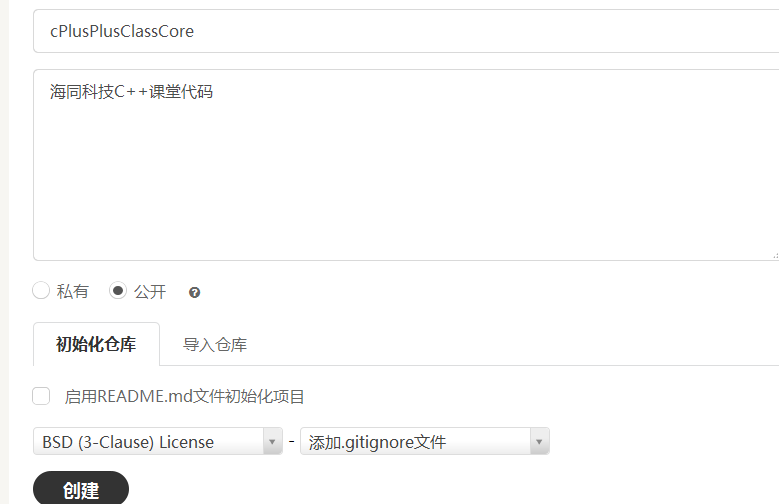 cPlusPlusClassCore
海同科技C++课堂代码
私有 公开
初始化仓库 导入仓库
启用README.md文件初始化项目
BSD (3-Clause) License - 添加.gitignore文件
创建